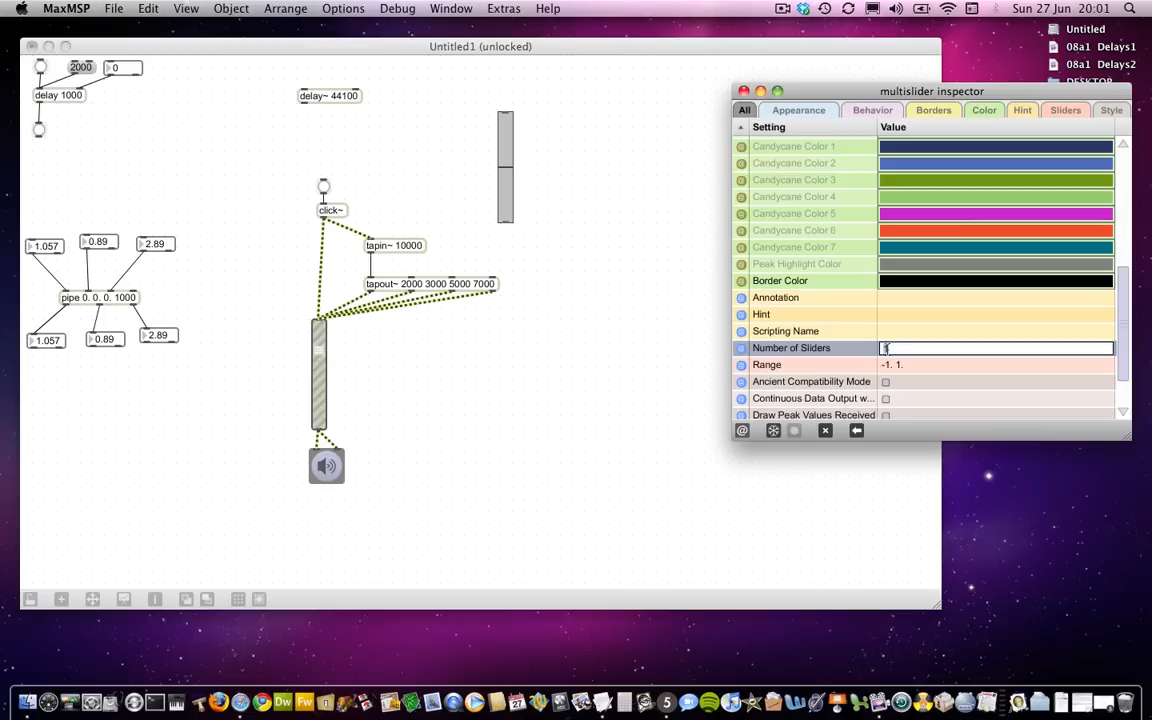 MaxMSP File Edit View Object Arrange Options Debug Window Extras Help
Sun 27 Jun 20:01
Untitled
08a1 Delays1
08a1 Delays2
DESKTOP
Untitled1 (unlocked)
2000
0
delay 1000
delay~ 44100
click~
tapin~ 10000
tapout~ 2000 3000 5000 7000
1.057
0.89
2.89
pipe 0. 0. 0. 1000
1.057
0.89
2.89
multislider inspector
All Appearance Behavior Borders Color Hint Sliders Style
Setting Value
Candycane Color 1
Candycane Color 2
Candycane Color 3
Candycane Color 4
Candycane Color 5
Candycane Color 6
Candycane Color 7
Peak Highlight Color
Border Color
Annotation
Hint
Scripting Name
Number of Sliders
Range -1. 1.
Ancient Compatibility Mode
Continuous Data Output w...
Draw Peak Values Received